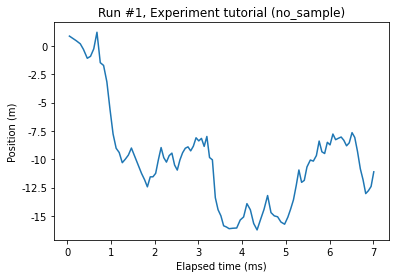 Run #1, Experiment tutorial (no_sample)
Position (m)
0
-2.5
-5
-7.5
-10
-12.5
-15
0 1 2 3 4 5 6 7
Elapsed time (ms)